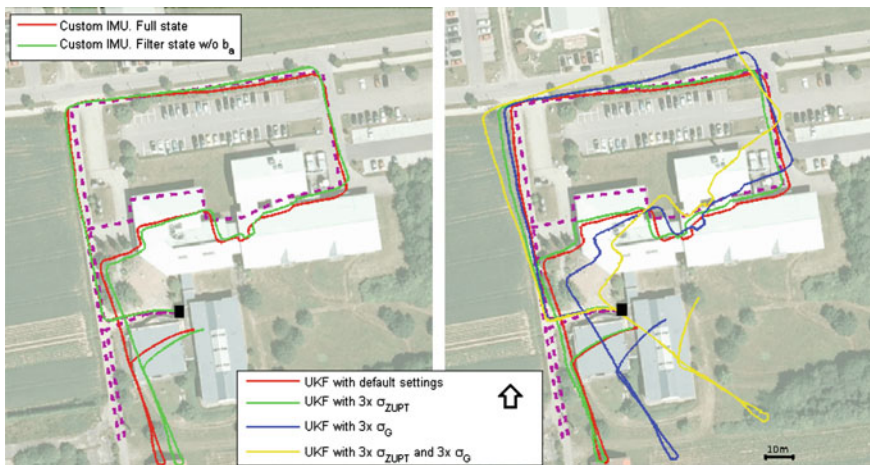 Custom IMU. Full state
Custom IMU. Filter state w/o bₐ
UKF with default settings
UKF with 3x σ_ZUPT
UKF with 3x σ_G
UKF with 3x σ_ZUPT and 3x σ_G
10m